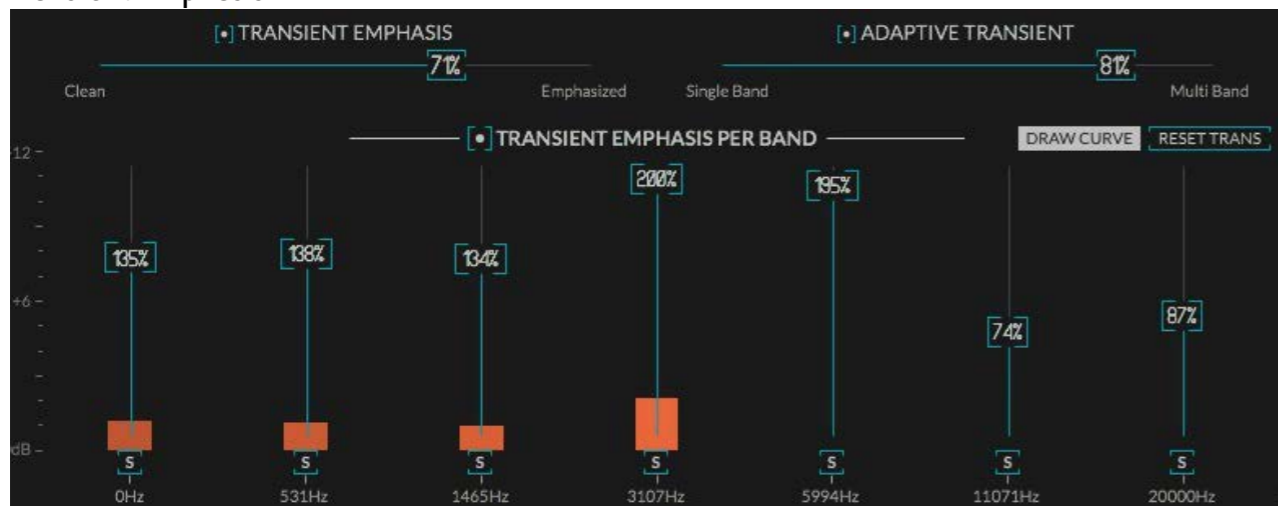 TRANSIENT EMPHASIS
ADAPTIVE TRANSIENT
71%
81%
Clean
Emphasized
Single Band
Multi Band
TRANSIENT EMPHASIS PER BAND
DRAW CURVE
RESET TRANS
12
200%
195%
135%
138%
134%
+6
74%
87%
dB
S S S S S S S
0Hz 531Hz 1465Hz 3107Hz 5994Hz 11071Hz 20000Hz